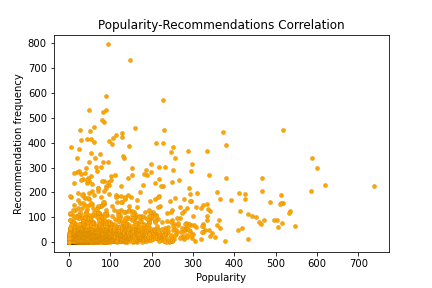 Popularity-Recommendations Correlation
Recommendation frequency
800
700
600
500
400
300
200
100
0
0 100 200 300 400 500 600 700
Popularity